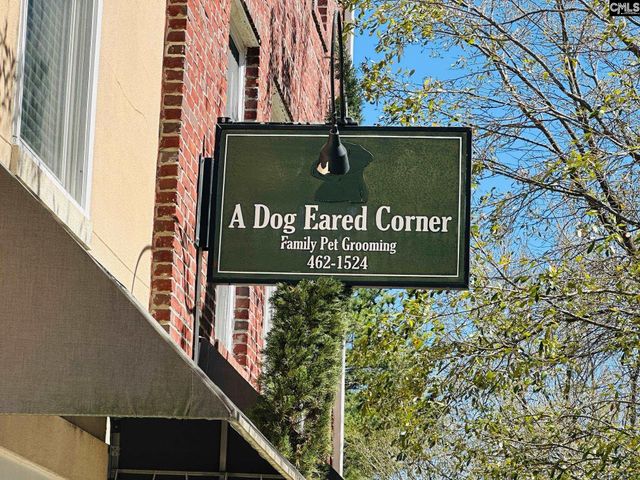 CMLS
A Dog Eared Corner
Family Pet Grooming
462-1524